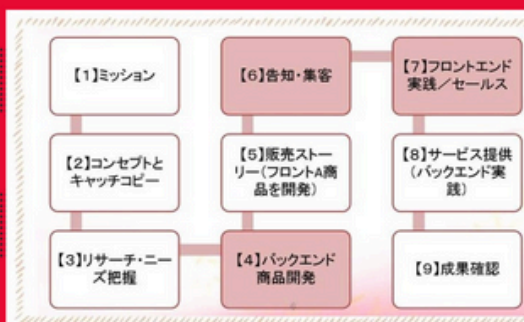 【1】ミッション
【2】コンセプトと
キャッチコピー
【3】リサーチ・ニー
ズ把握
【4】バックエンド
商品開発
【5】販売ストー
リー(フロントA商
品を開発)
【6】告知・集客
【7】フロントエンド
実践／セールス
【8】サービス提供
(バックエンド実
践)
【9】成果確認